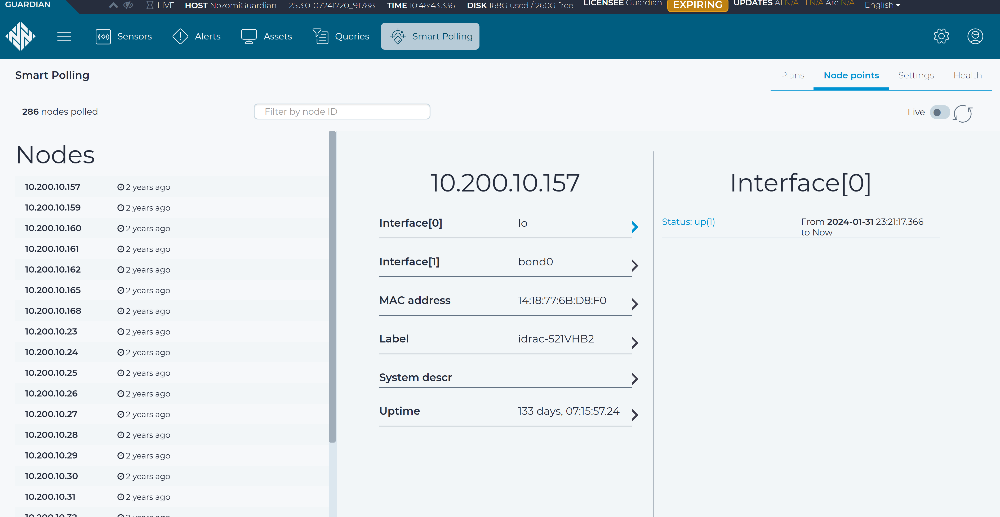 GUARDIAN
LIVE HOST NozomiGuardian 25.3.0-07241720_91788 TIME 10:48:43.336 DISK 168G used / 260G free LICENSEE Guardian EXPIRING UPDATES AI N/A TI N/A Arc N/A English
Sensors Alerts Assets Queries Smart Polling
Smart Polling
Plans Node points Settings Health
286 nodes polled
Filter by node ID
Live
Nodes
10.200.10.157 2 years ago
10.200.10.159 2 years ago
10.200.10.160 2 years ago
10.200.10.161 2 years ago
10.200.10.162 2 years ago
10.200.10.165 2 years ago
10.200.10.168 2 years ago
10.200.10.23 2 years ago
10.200.10.24 2 years ago
10.200.10.25 2 years ago
10.200.10.26 2 years ago
10.200.10.27 2 years ago
10.200.10.28 2 years ago
10.200.10.29 2 years ago
10.200.10.30 2 years ago
10.200.10.31 2 years ago
10.200.10.32 2 years ago
10.200.10.157
Interface[0] lo
Interface[1] bond0
MAC address 14:18:77:6B:D8:F0
Label idrac-521VHB2
System descr
Uptime 133 days, 07:15:57.24
Interface[0]
Status: up(1) From 2024-01-31 23:21:17.366
to Now